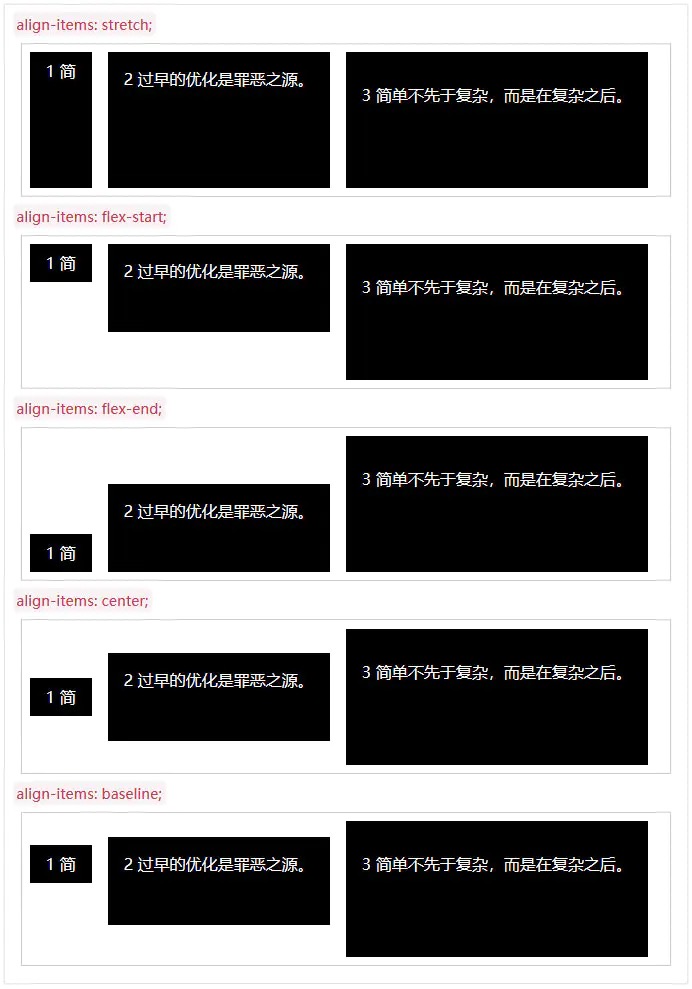 align-items: stretch;
1 简 2 过早的优化是罪恶之源。 3 简单不先于复杂，而是在复杂之后。
align-items: flex-start;
1 简 2 过早的优化是罪恶之源。 3 简单不先于复杂，而是在复杂之后。
align-items: flex-end;
1 简 2 过早的优化是罪恶之源。 3 简单不先于复杂，而是在复杂之后。
align-items: center;
1 简 2 过早的优化是罪恶之源。 3 简单不先于复杂，而是在复杂之后。
align-items: baseline;
1 简 2 过早的优化是罪恶之源。 3 简单不先于复杂，而是在复杂之后。